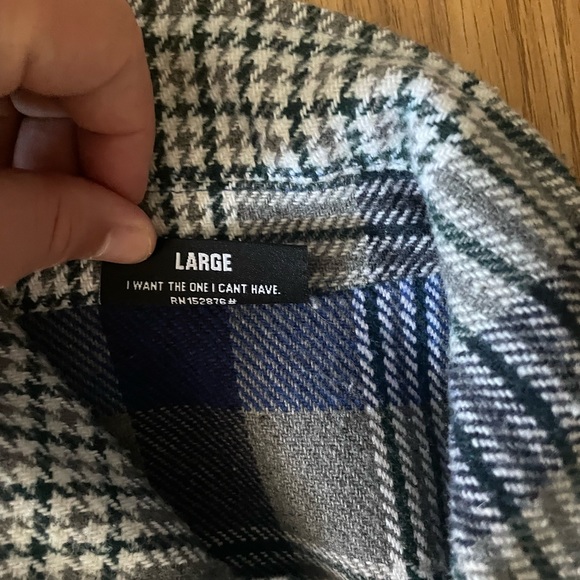 LARGE
I WANT THE ONE I CANT HAVE.
RN152876#